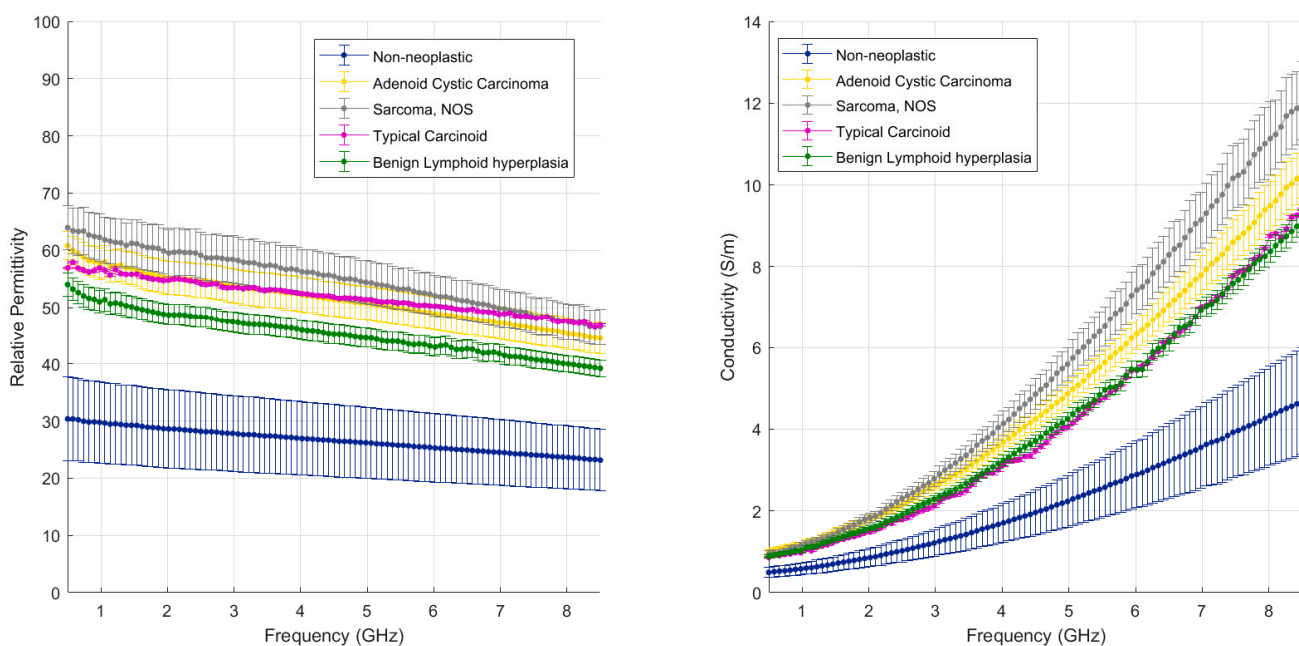 100
90
80
70
60
50
40
30
20
10
0
Relative Permittivity
1 2 3 4 5 6 7 8
Frequency (GHz)
Non-neoplastic
Adenoid Cystic Carcinoma
Sarcoma, NOS
Typical Carcinoid
Benign Lymphoid hyperplasia
14
12
10
8
6
4
2
0
Conductivity (S/m)
1 2 3 4 5 6 7 8
Frequency (GHz)
Non-neoplastic
Adenoid Cystic Carcinoma
Sarcoma, NOS
Typical Carcinoid
Benign Lymphoid hyperplasia